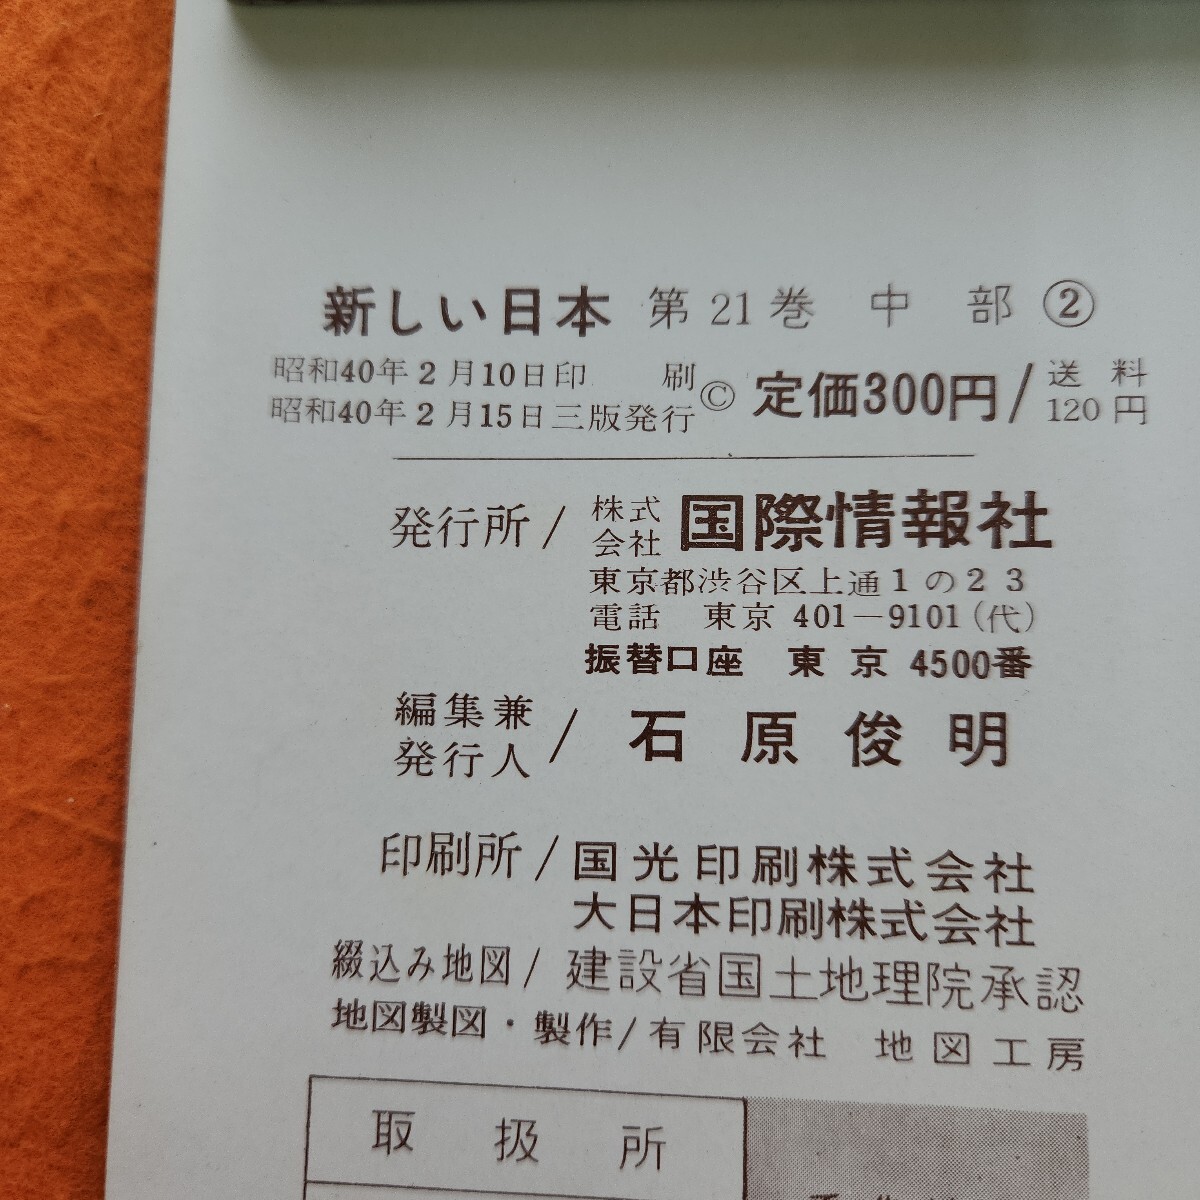 新しい日本 第21巻 中部②
昭和40年2月10日印刷
昭和40年2月15日三版発行
© 定価300円/送料120円
発行所/株式会社 国際情報社
東京都渋谷区上通1の23
電話 東京 401-9101(代)
振替口座 東京 4500番
編集兼発行人/石原俊明
印刷所/国光印刷株式会社
大日本印刷株式会社
綴込み地図/建設省国土地理院承認
地図製図・製作/有限会社 地図工房
取扱所